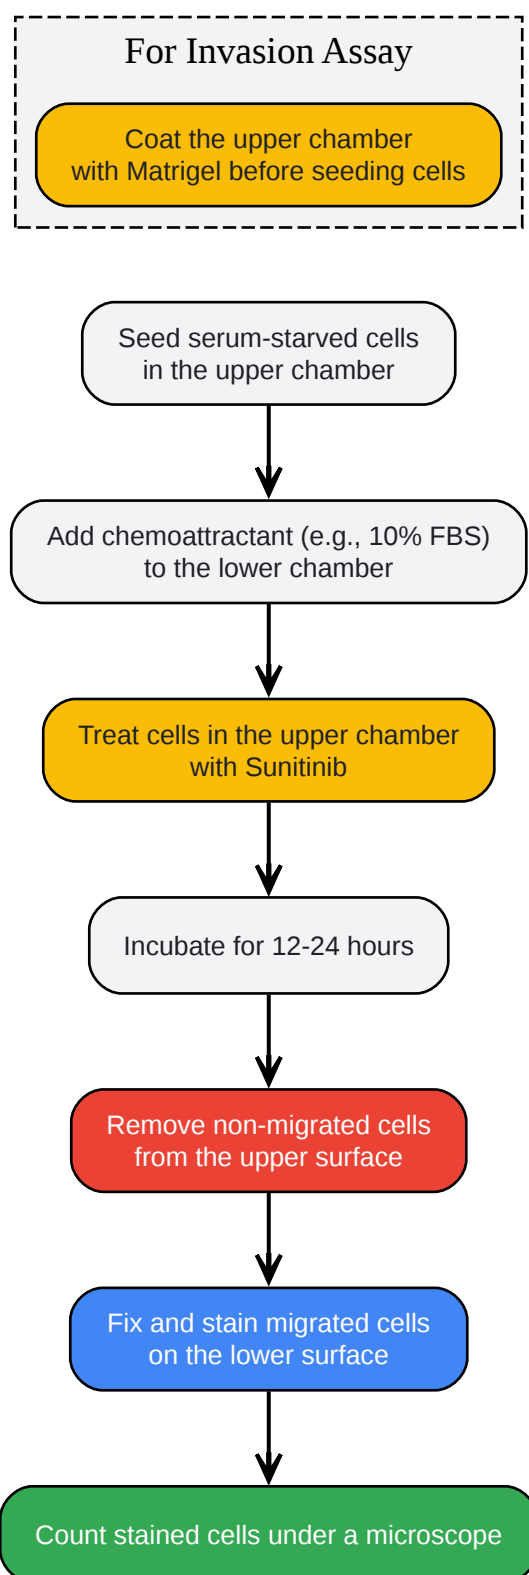 For Invasion Assay
Coat the upper chamber
with Matrigel before seeding cells
Seed serum-starved cells
in the upper chamber
Add chemoattractant (e.g., 10% FBS)
to the lower chamber
Treat cells in the upper chamber
with Sunitinib
Incubate for 12-24 hours
Remove non-migrated cells
from the upper surface
Fix and stain migrated cells
on the lower surface
Count stained cells under a microscope